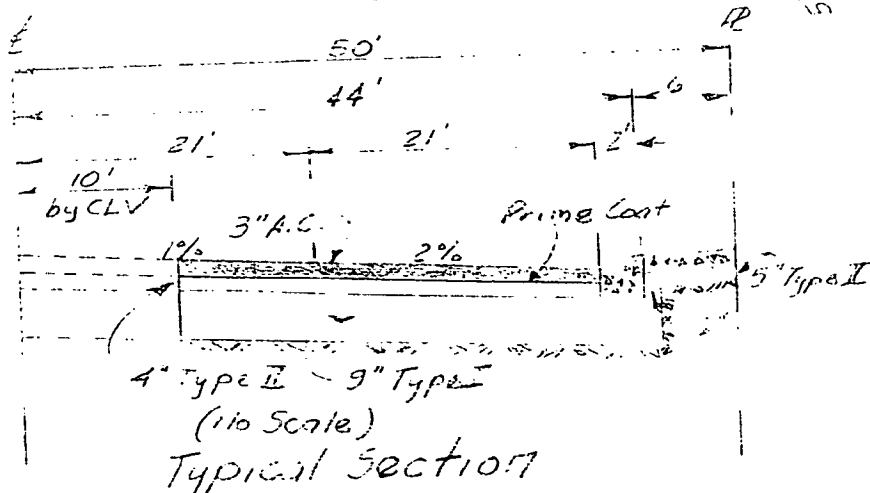 ℄
℞
50'
44'
6
21'
21'
2'
10'
by CLV
3" A.C.
Prime Coat
1%
2%
5" Type II
4" Type II
9" Type I
(No Scale)
Typical Section